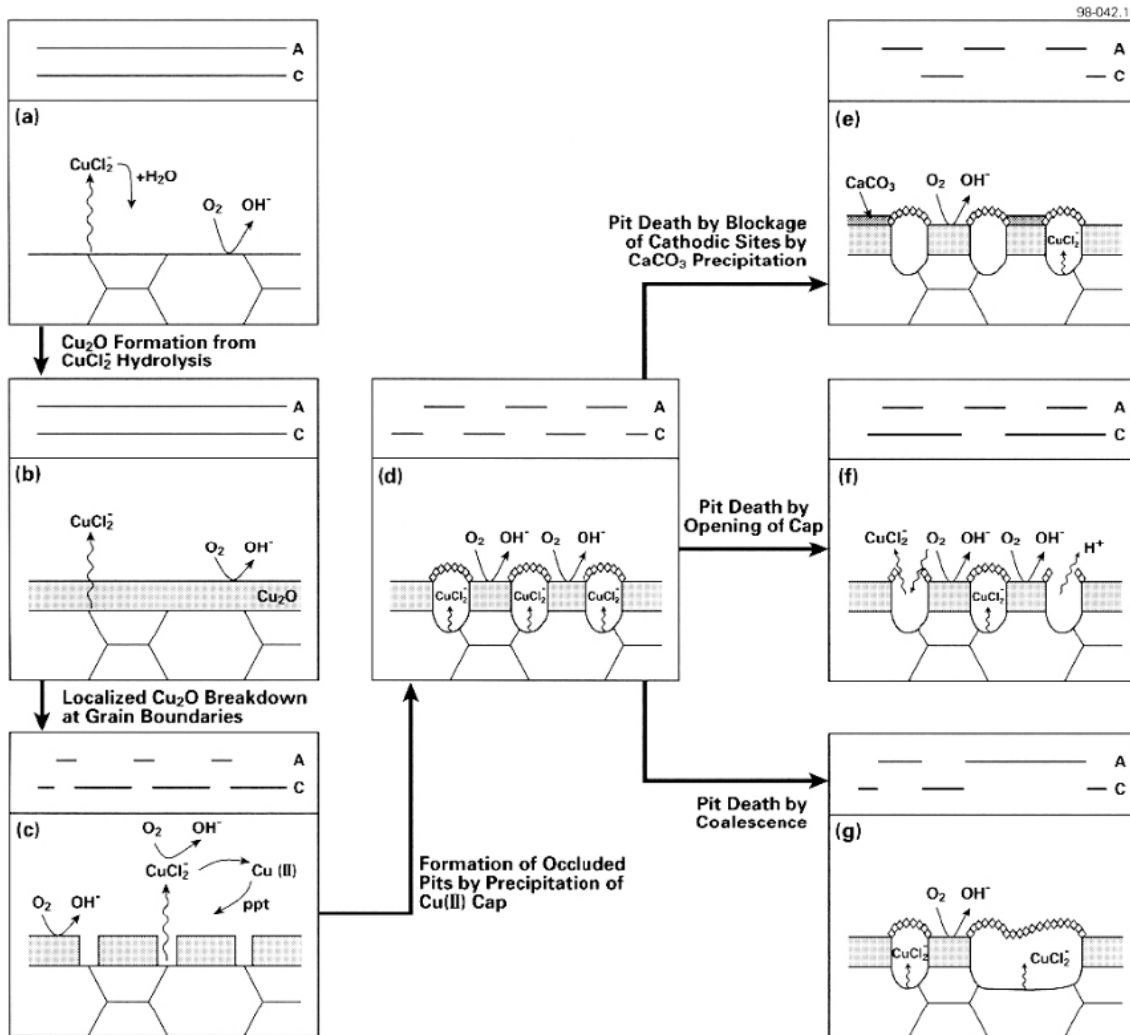 98-042.1
A
C
(a)
CuCl₂⁻
+H₂O
O₂ OH⁻
Cu₂O Formation from
CuCl₂⁻ Hydrolysis
A
C
(b)
CuCl₂⁻
O₂ OH⁻
Cu₂O
Localized Cu₂O Breakdown
at Grain Boundaries
A
C
(c)
O₂ OH⁻
CuCl₂⁻ Cu (II)
O₂ OH⁻
ppt
Formation of Occluded
Pits by Precipitation of
Cu(II) Cap
A
C
(d)
O₂ OH⁻ O₂ OH⁻
CuCl₂⁻ CuCl₂⁻ CuCl₂⁻
Pit Death by Blockage
of Cathodic Sites by
CaCO₃ Precipitation
A
C
(e)
CaCO₃ O₂ OH⁻
CuCl₂⁻
Pit Death by
Opening of Cap
A
C
(f)
CuCl₂⁻ O₂ OH⁻ O₂ OH⁻ H⁺
CuCl₂⁻
Pit Death by
Coalescence
A
C
(g)
O₂ OH⁻
CuCl₂⁻ CuCl₂⁻